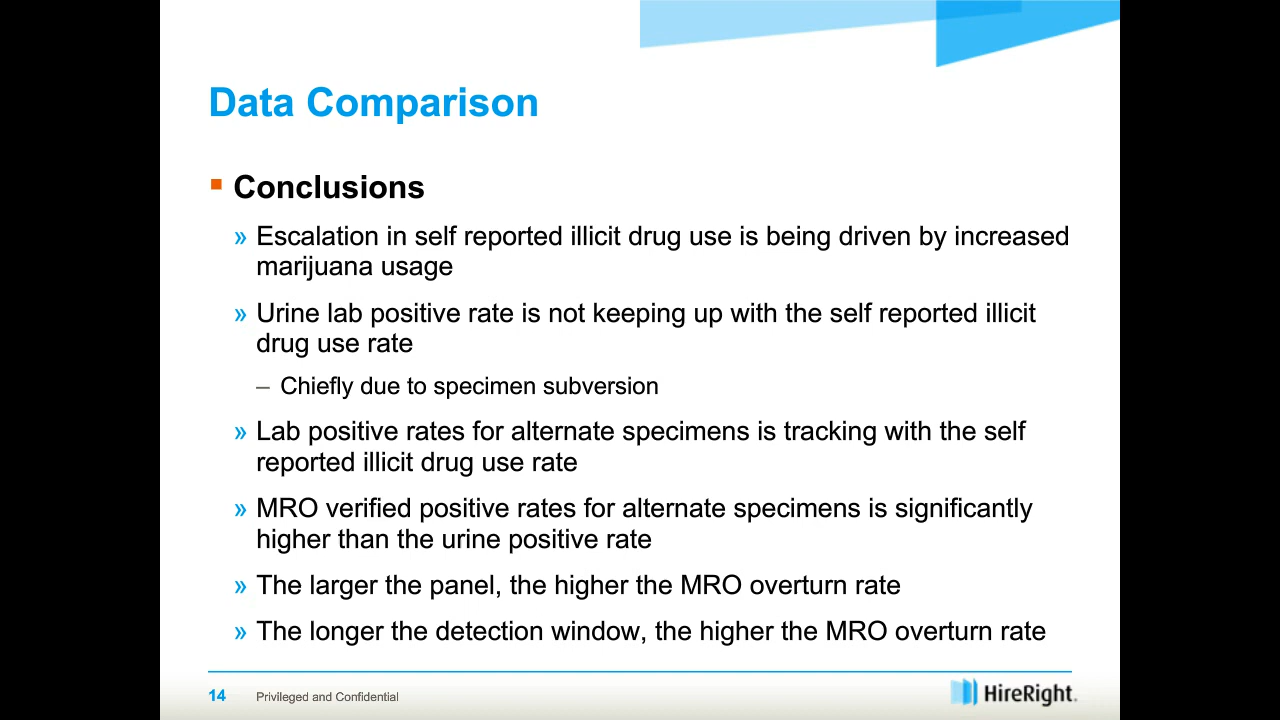 Data Comparison
Conclusions
» Escalation in self reported illicit drug use is being driven by increased
marijuana usage
» Urine lab positive rate is not keeping up with the self reported illicit
drug use rate
– Chiefly due to specimen subversion
» Lab positive rates for alternate specimens is tracking with the self
reported illicit drug use rate
» MRO verified positive rates for alternate specimens is significantly
higher than the urine positive rate
» The larger the panel, the higher the MRO overturn rate
» The longer the detection window, the higher the MRO overturn rate
14 Privileged and Confidential
HireRight.